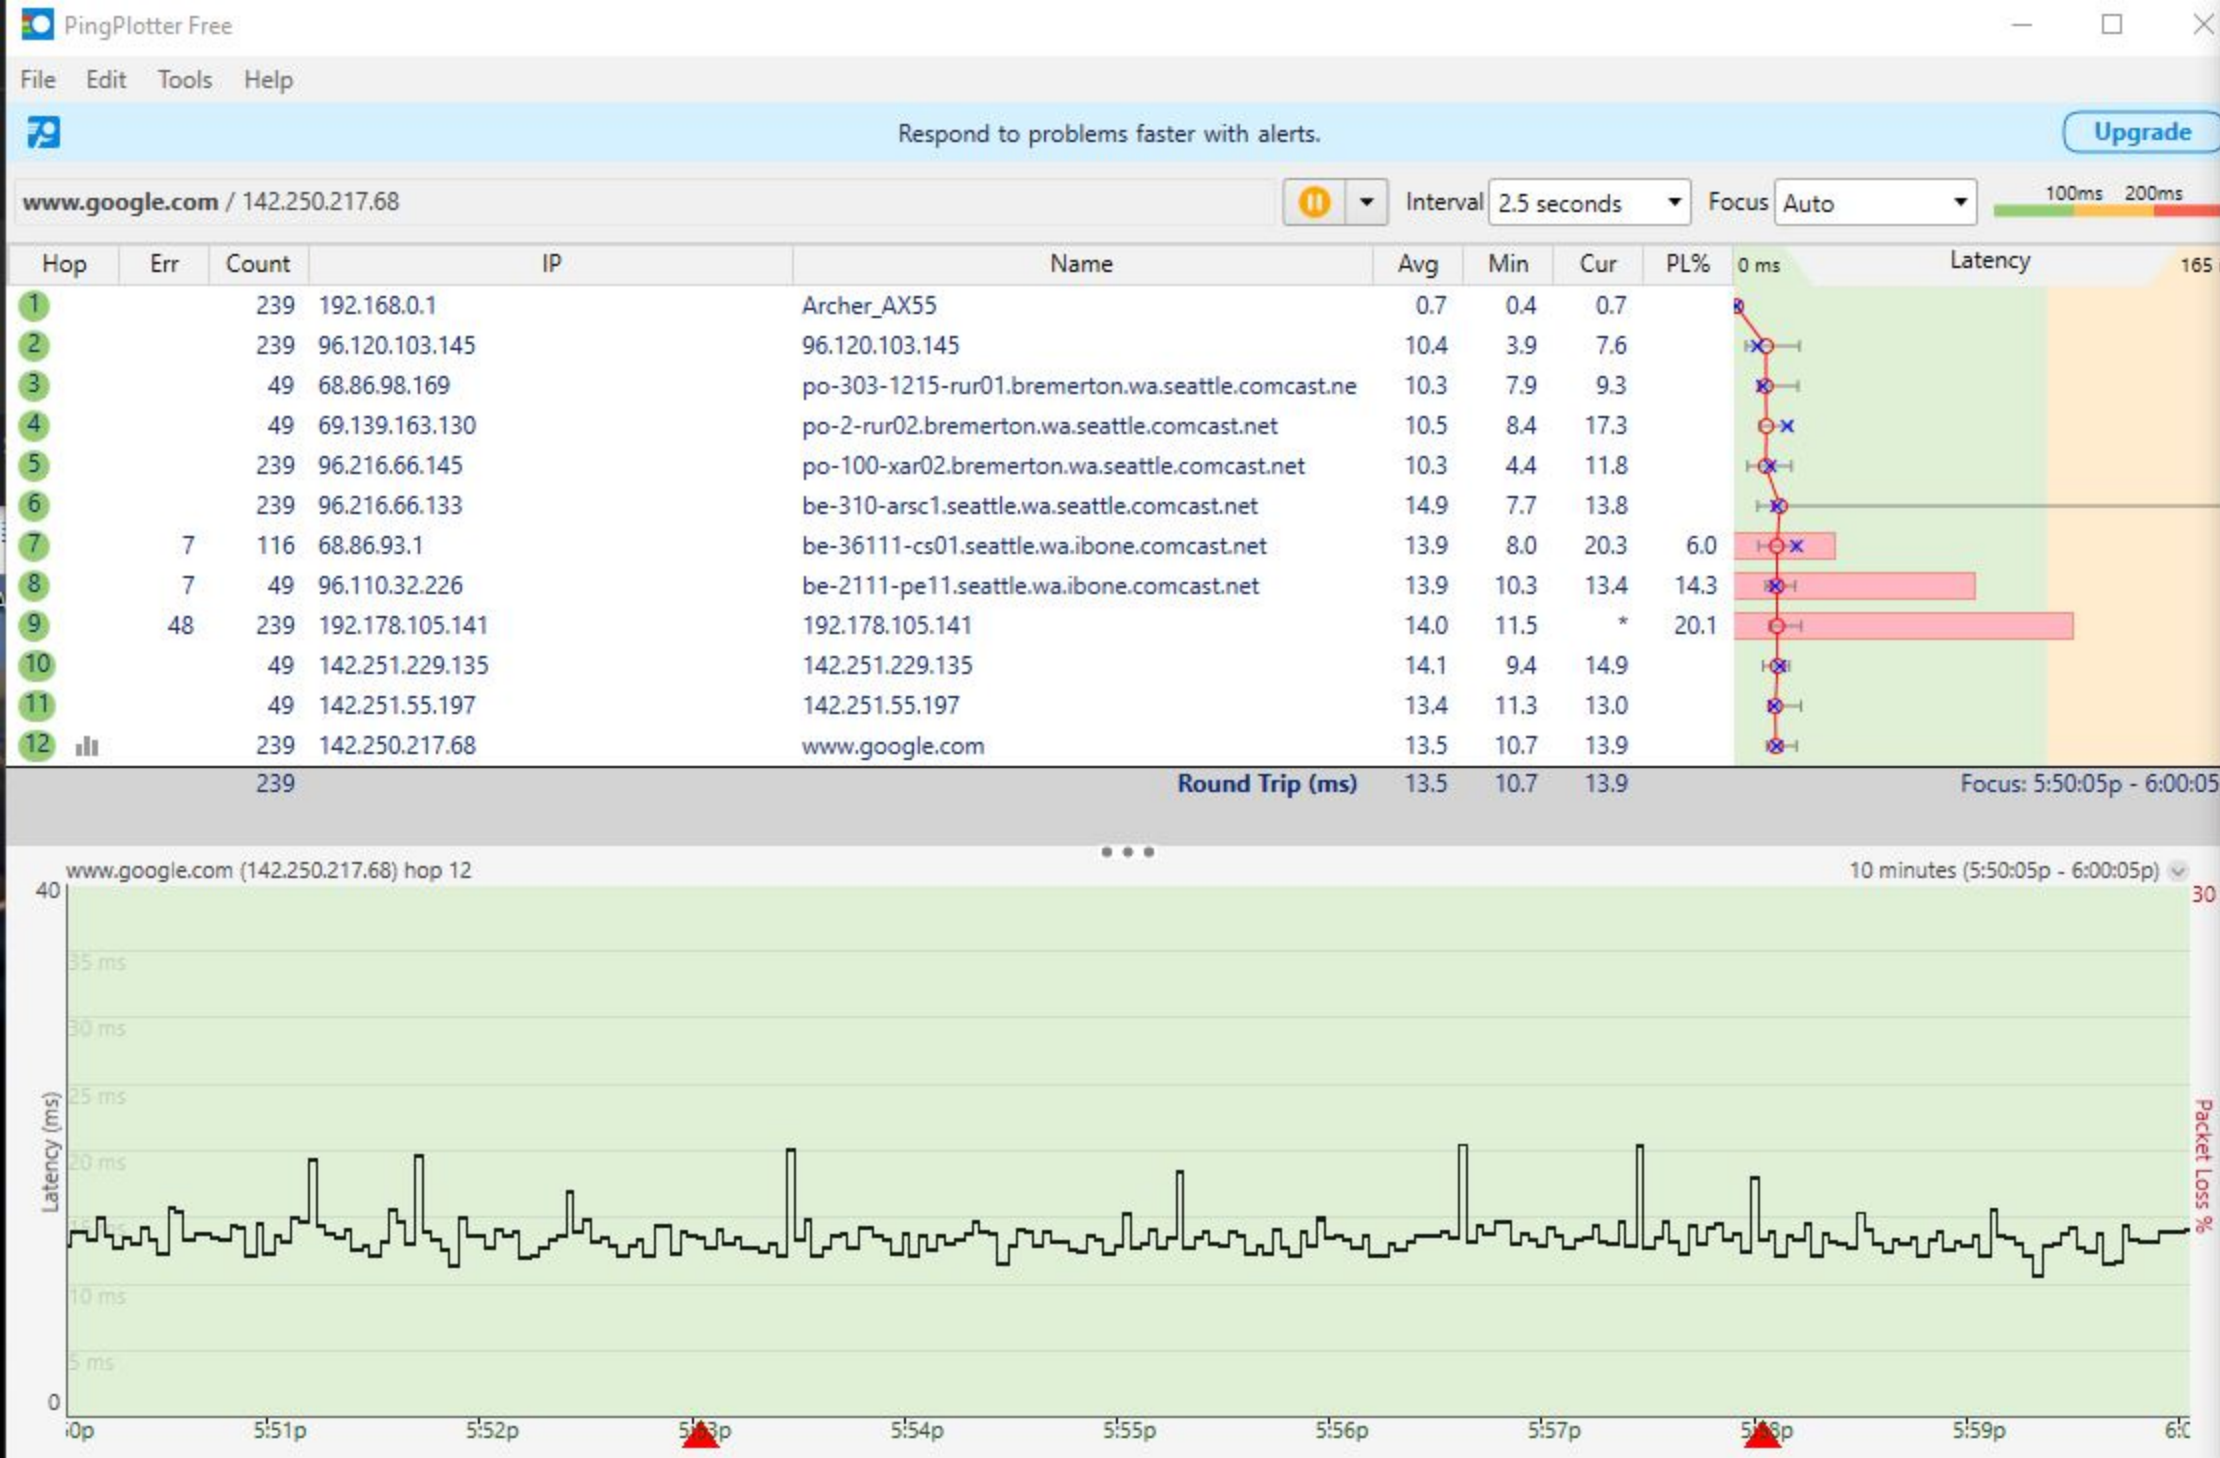 PingPlotter Free
File Edit Tools Help
Respond to problems faster with alerts. Upgrade
www.google.com / 142.250.217.68 Interval 2.5 seconds Focus Auto 100ms 200ms
Hop Err Count IP Name Avg Min Cur PL% 0 ms Latency 165
1 239 192.168.0.1 Archer_AX55 0.7 0.4 0.7
2 239 96.120.103.145 96.120.103.145 10.4 3.9 7.6
3 49 68.86.98.169 po-303-1215-rur01.bremerton.wa.seattle.comcast.ne 10.3 7.9 9.3
4 49 69.139.163.130 po-2-rur02.bremerton.wa.seattle.comcast.net 10.5 8.4 17.3
5 239 96.216.66.145 po-100-xar02.bremerton.wa.seattle.comcast.net 10.3 4.4 11.8
6 239 96.216.66.133 be-310-arsc1.seattle.wa.seattle.comcast.net 14.9 7.7 13.8
7 7 116 68.86.93.1 be-36111-cs01.seattle.wa.ibone.comcast.net 13.9 8.0 20.3 6.0
8 7 49 96.110.32.226 be-2111-pe11.seattle.wa.ibone.comcast.net 13.9 10.3 13.4 14.3
9 48 239 192.178.105.141 192.178.105.141 14.0 11.5 * 20.1
10 49 142.251.229.135 142.251.229.135 14.1 9.4 14.9
11 49 142.251.55.197 142.251.55.197 13.4 11.3 13.0
12 239 142.250.217.68 www.google.com 13.5 10.7 13.9
239 Round Trip (ms) 13.5 10.7 13.9 Focus: 5:50:05p - 6:00:05
www.google.com (142.250.217.68) hop 12 10 minutes (5:50:05p - 6:00:05p)
40 30
35 ms
30 ms
25 ms
20 ms
15 ms
10 ms
5 ms
0
Latency (ms)
Packet Loss %
:0p 5:51p 5:52p 5:53p 5:54p 5:55p 5:56p 5:57p 5:58p 5:59p 6:0